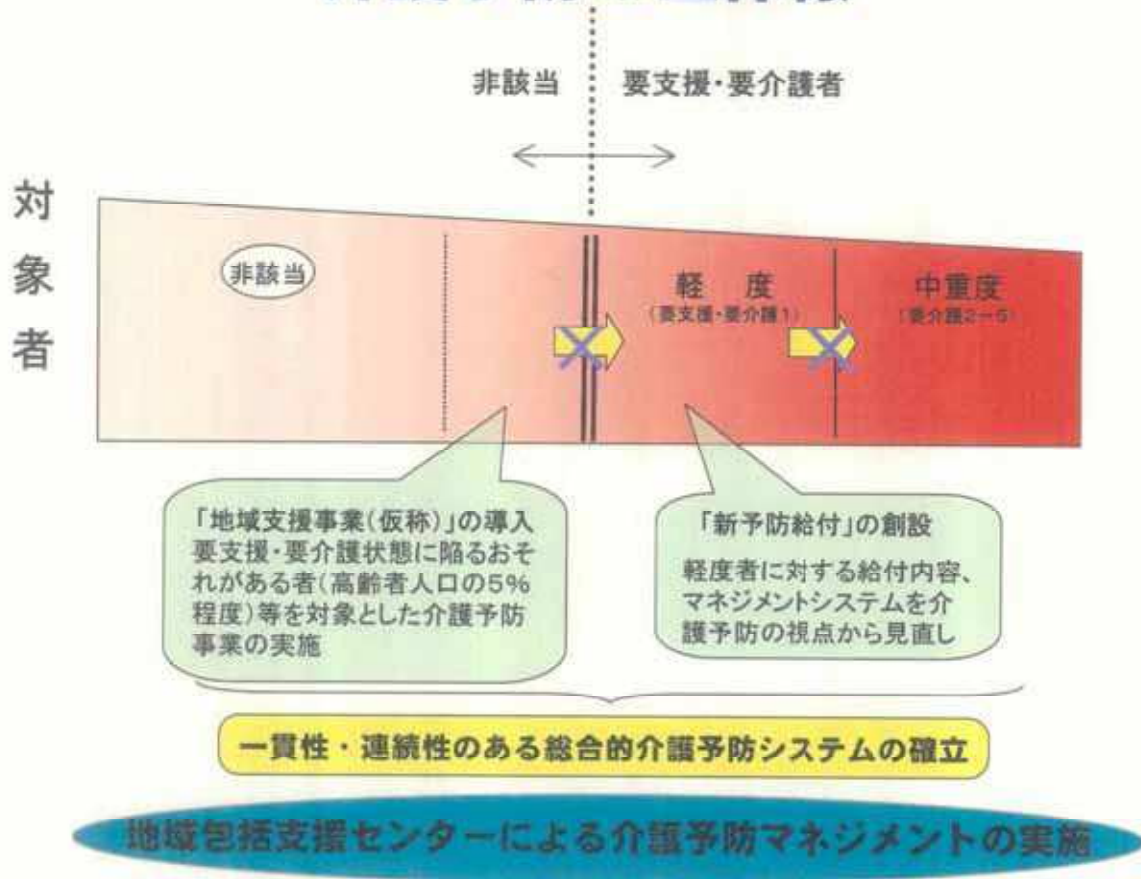 非該当 要支援・要介護者
対象者
非該当
軽 度
(要支援・要介護1)
中重度
(要介護2-5)
「地域支援事業(仮称)」の導入
要支援・要介護状態に陥るおそ
れがある者(高齢者人口の5%
程度)等を対象とした介護予防
事業の実施
「新予防給付」の創設
軽度者に対する給付内容、
マネジメントシステムを介
護予防の視点から見直し
一貫性・連続性のある総合的介護予防システムの確立
地域包括支援センターによる介護予防マネジメントの実施